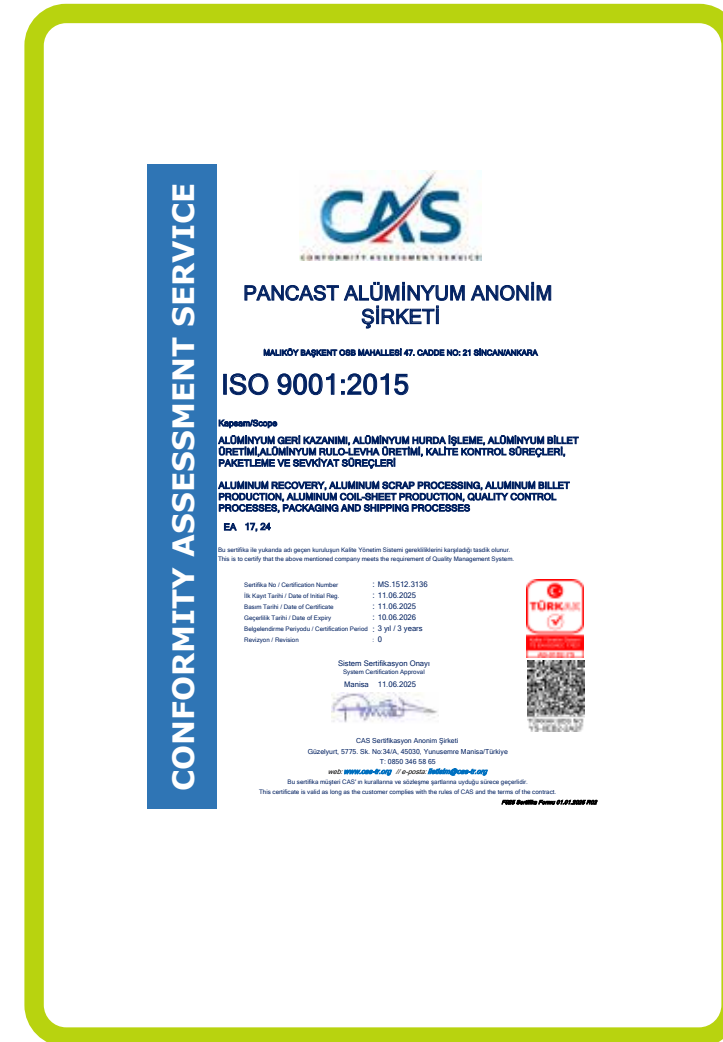 CONFORMITY ASSESSMENT SERVICE
CAS
CONFORMITY ASSESSMENT SERVICE
PANCAST ALÜMİNYUM ANONİM
ŞİRKETİ
MALIKÖY BAŞKENT OSB MAHALLESİ 47. CADDE NO: 21 SİNCAN/ANKARA
ISO 9001:2015
Kapsam/Scope
ALÜMİNYUM GERİ KAZANIMI, ALÜMİNYUM HURDA İŞLEME, ALÜMİNYUM BİLLET
ÜRETİMİ,ALÜMİNYUM RULO-LEVHA ÜRETİMİ, KALİTE KONTROL SÜREÇLERİ,
PAKETLEME VE SEVKİYAT SÜREÇLERİ
ALUMINUM RECOVERY, ALUMINUM SCRAP PROCESSING, ALUMINUM BILLET
PRODUCTION, ALUMINUM COIL-SHEET PRODUCTION, QUALITY CONTROL
PROCESSES, PACKAGING AND SHIPPING PROCESSES
EA 17, 24
Bu sertifika ile yukarıda adı geçen kuruluşun Kalite Yönetim Sistemi gerekliliklerini karşıladığı tasdik olunur.
This is to certify that the above mentioned company meets the requirement of Quality Management System.
Sertifika No / Certification Number : MS.1512.3136
İlk Kayıt Tarihi / Date of Initial Reg. : 11.06.2025
Basım Tarihi / Date of Certificate : 11.06.2025
Geçerlilik Tarihi / Date of Expiry : 10.06.2026
Belgelendirme Periyodu / Certification Period : 3 yıl / 3 years
Revizyon / Revision : 0
TÜRKAK
Sistem Sertifikasyon Onayı
System Certification Approval
Manisa 11.06.2025
CAS Sertifikasyon Anonim Şirketi
Güzelyurt, 5775. Sk. No:34/A, 45030, Yunusemre Manisa/Türkiye
T: 0850 346 58 65
web: www.cas-tr.org // e-posta: iletisim@cas-tr.org
Bu sertifika müşteri CAS' ın kurallarına ve sözleşme şartlarına uyduğu sürece geçerlidir.
This certificate is valid as long as the customer complies with the rules of CAS and the terms of the contract.
Sertifika Formu 01.01.2025 R02